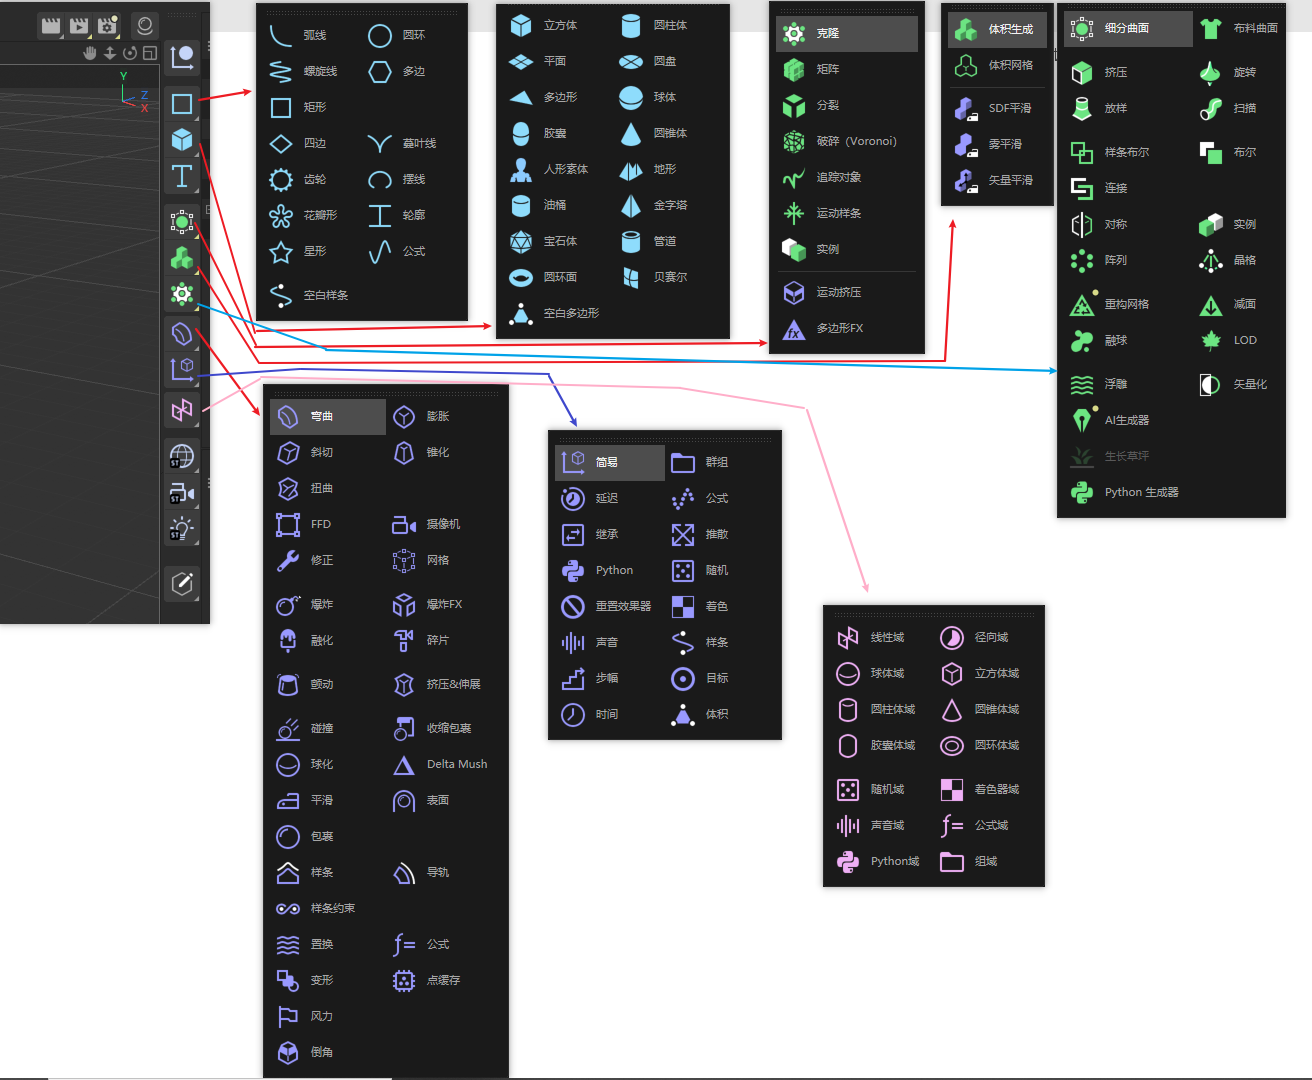 Y
Z
X
ST
ST
ST
弧线 圆环
螺旋线 多边
矩形
四边 蔓叶线
齿轮 摆线
花瓣形 轮廓
星形 公式
空白样条
立方体 圆柱体
平面 圆盘
多边形 球体
胶囊 圆锥体
人形素体 地形
油桶 金字塔
宝石体 管道
圆环面 贝赛尔
空白多边形
克隆
矩阵
分裂
破碎（Voronoi）
追踪对象
运动样条
实例
运动挤压
fx 多边形FX
体积生成
体积网格
SDF平滑
雾平滑
矢量平滑
细分曲面 布料曲面
挤压 旋转
放样 扫描
样条布尔 布尔
连接
对称 实例
阵列 晶格
重构网格 减面
融球 LOD
浮雕 矢量化
AI生成器
生长草坪
Python 生成器
弯曲 膨胀
斜切 锥化
扭曲
FFD 摄像机
修正 网格
爆炸 爆炸FX
融化 碎片
颤动 挤压&伸展
碰撞 收缩包裹
球化 Delta Mush
平滑 表面
包裹
样条 导轨
样条约束
置换 f= 公式
变形 点缓存
风力
倒角
简易 群组
延迟 公式
继承 推散
Python 随机
重置效果器 着色
声音 样条
步幅 目标
时间 体积
线性域 径向域
球体域 立方体域
圆柱体域 圆锥体域
胶囊体域 圆环体域
随机域 着色器域
声音域 f= 公式域
Python域 组域